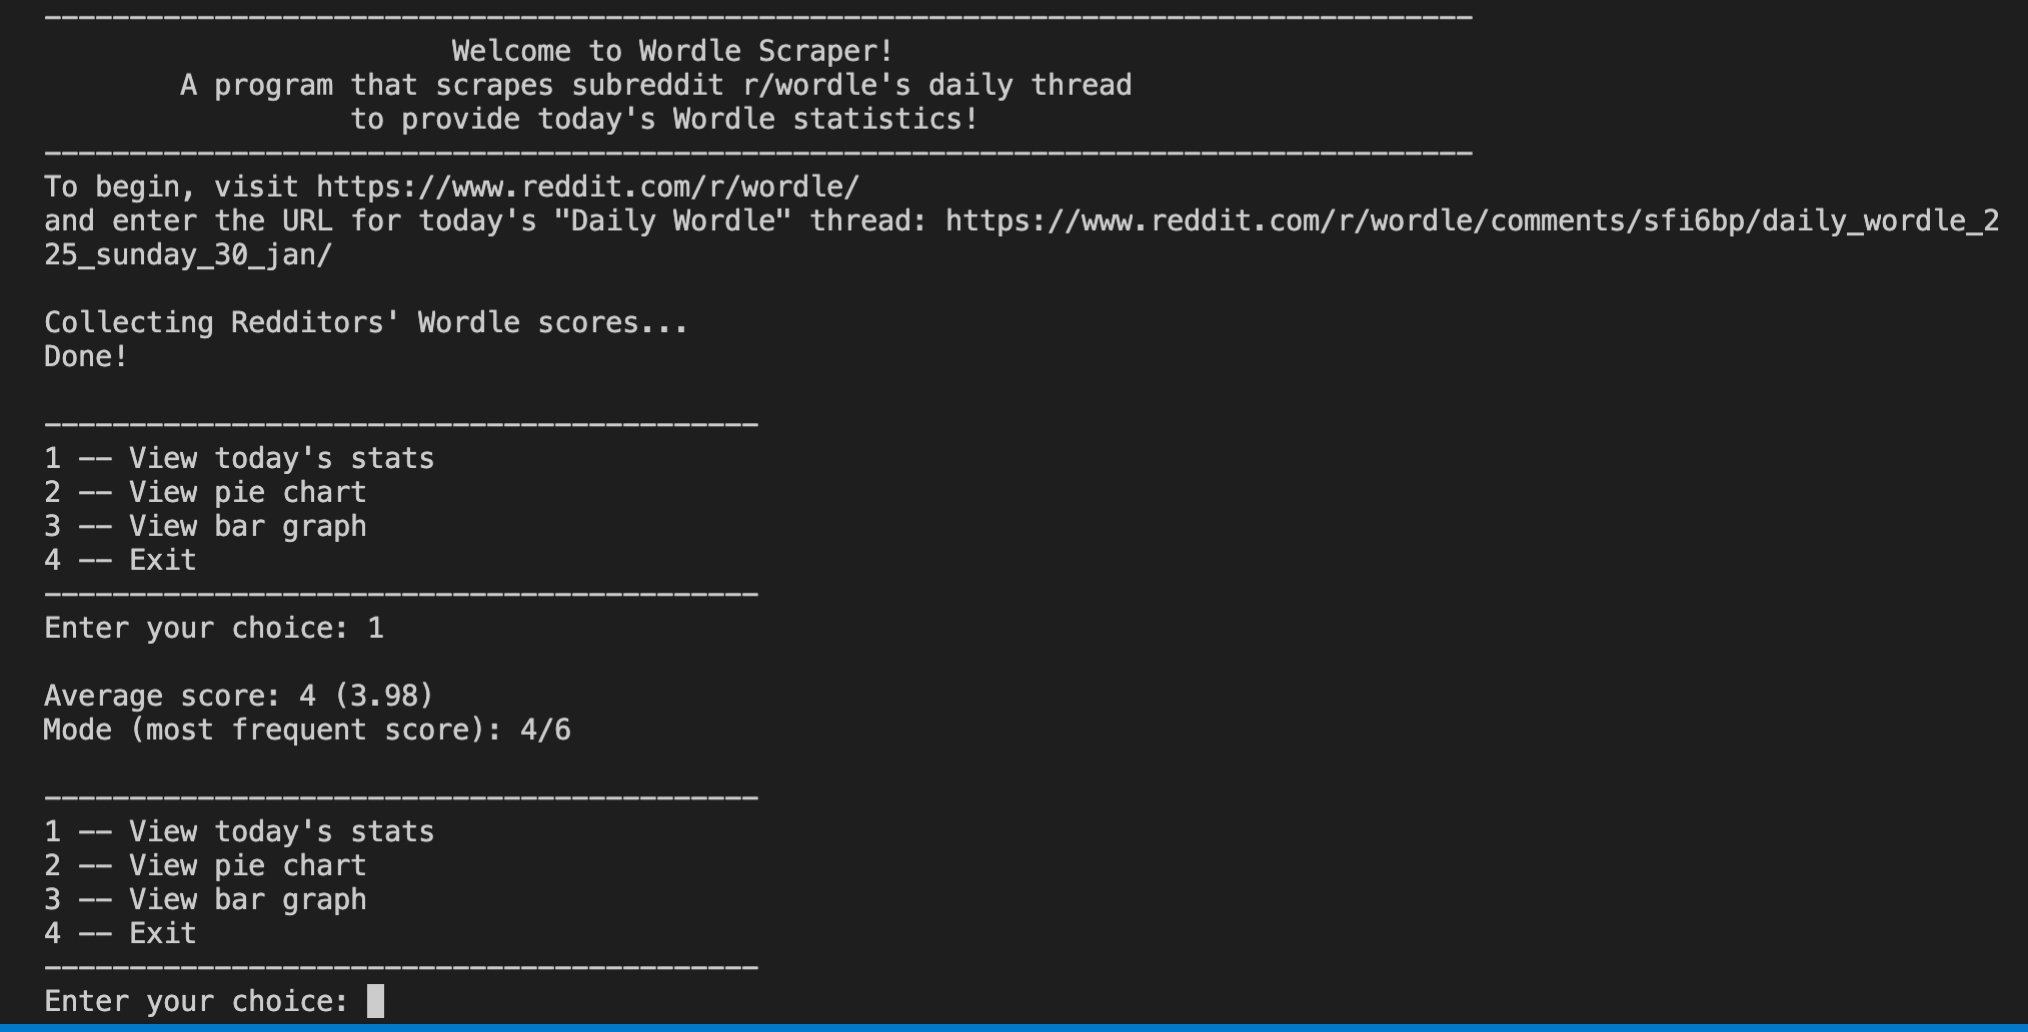 ------------------------------------------------------------------------------------
Welcome to Wordle Scraper!
A program that scrapes subreddit r/wordle's daily thread
to provide today's Wordle statistics!
------------------------------------------------------------------------------------
To begin, visit https://www.reddit.com/r/wordle/
and enter the URL for today's "Daily Wordle" thread: https://www.reddit.com/r/wordle/comments/sfi6bp/daily_wordle_2
25_sunday_30_jan/
Collecting Redditors' Wordle scores...
Done!
------------------------------------------
1 -- View today's stats
2 -- View pie chart
3 -- View bar graph
4 -- Exit
------------------------------------------
Enter your choice: 1
Average score: 4 (3.98)
Mode (most frequent score): 4/6
------------------------------------------
1 -- View today's stats
2 -- View pie chart
3 -- View bar graph
4 -- Exit
------------------------------------------
Enter your choice: